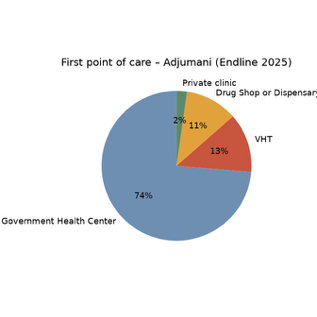 First point of care – Adjumani (Endline 2025)
Private clinic
Drug Shop or Dispensary
2%
11%
VHT
13%
74%
Government Health Center